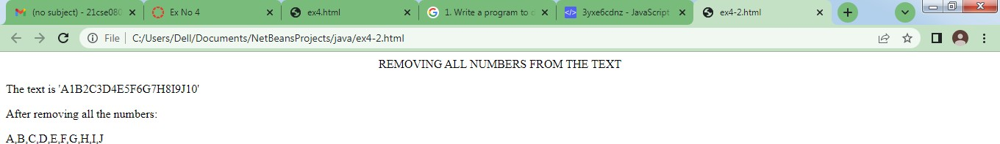 (no subject) - 21cse080
Ex No 4
ex4.html
1. Write a program to d
3yxe6cdnz - JavaScript
ex4-2.html
File | C:/Users/Dell/Documents/NetBeansProjects/java/ex4-2.html
REMOVING ALL NUMBERS FROM THE TEXT
The text is 'A1B2C3D4E5F6G7H8I9J10'
After removing all the numbers:
A,B,C,D,E,F,G,H,I,J